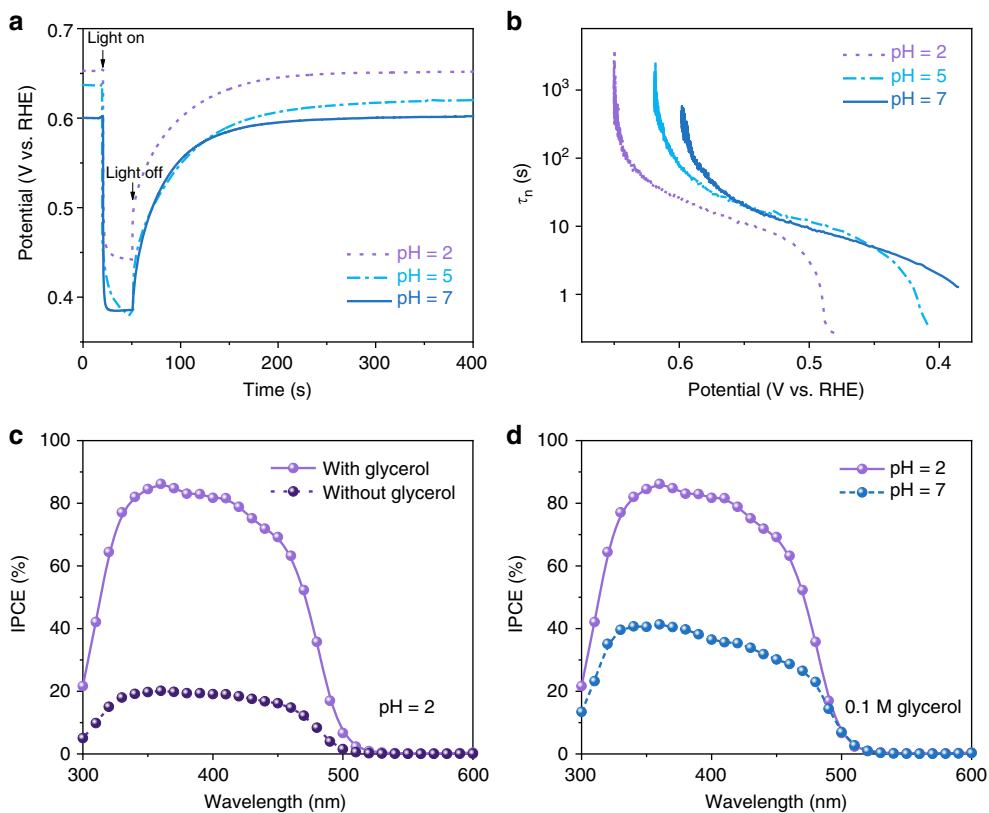 a
0.7
0.6
0.5
0.4
Potential (V vs. RHE)
Light on
Light off
pH = 2
pH = 5
pH = 7
0
100
200
300
400
Time (s)
b
10³
10²
10
1
τn (s)
pH = 2
pH = 5
pH = 7
0.6
0.5
0.4
Potential (V vs. RHE)
c
100
80
60
40
20
0
IPCE (%)
With glycerol
Without glycerol
pH = 2
300
400
500
600
Wavelength (nm)
d
100
80
60
40
20
0
IPCE (%)
pH = 2
pH = 7
0.1 M glycerol
300
400
500
600
Wavelength (nm)